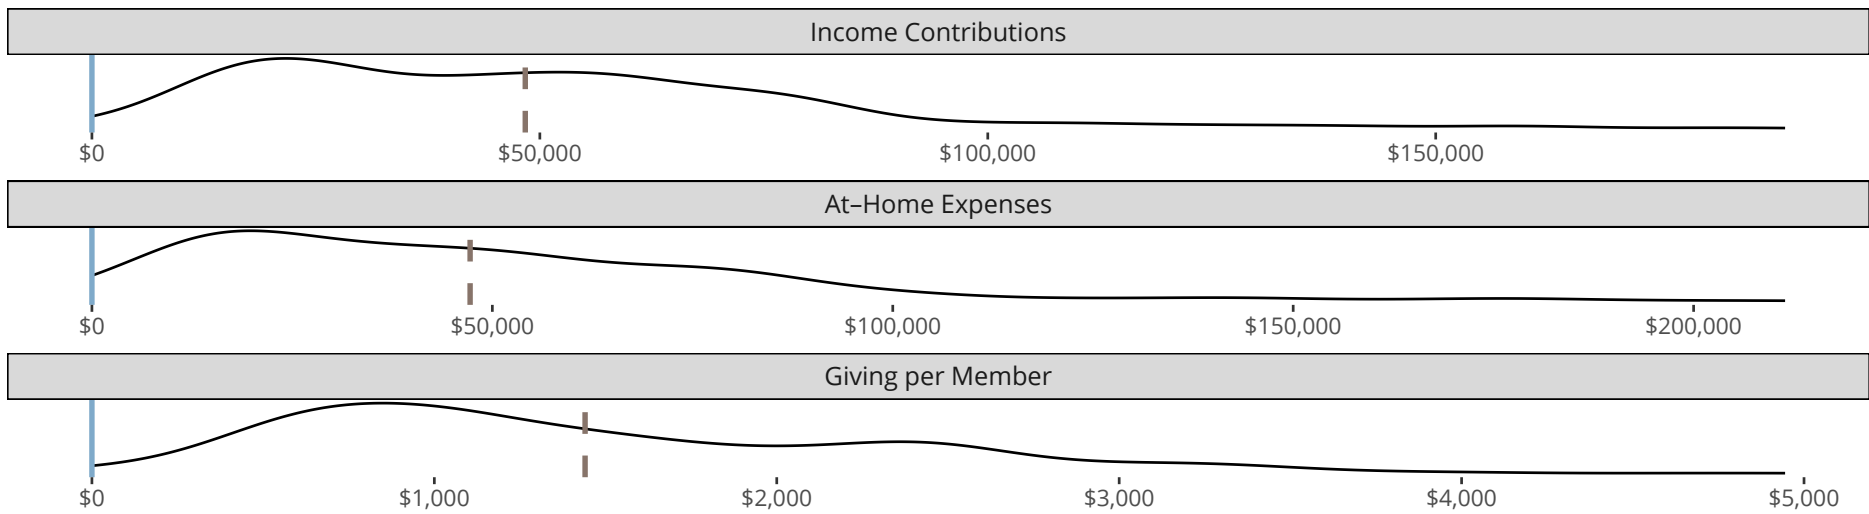 Income Contributions
$0 $50,000 $100,000 $150,000
At–Home Expenses
$0 $50,000 $100,000 $150,000 $200,000
Giving per Member
$0 $1,000 $2,000 $3,000 $4,000 $5,000